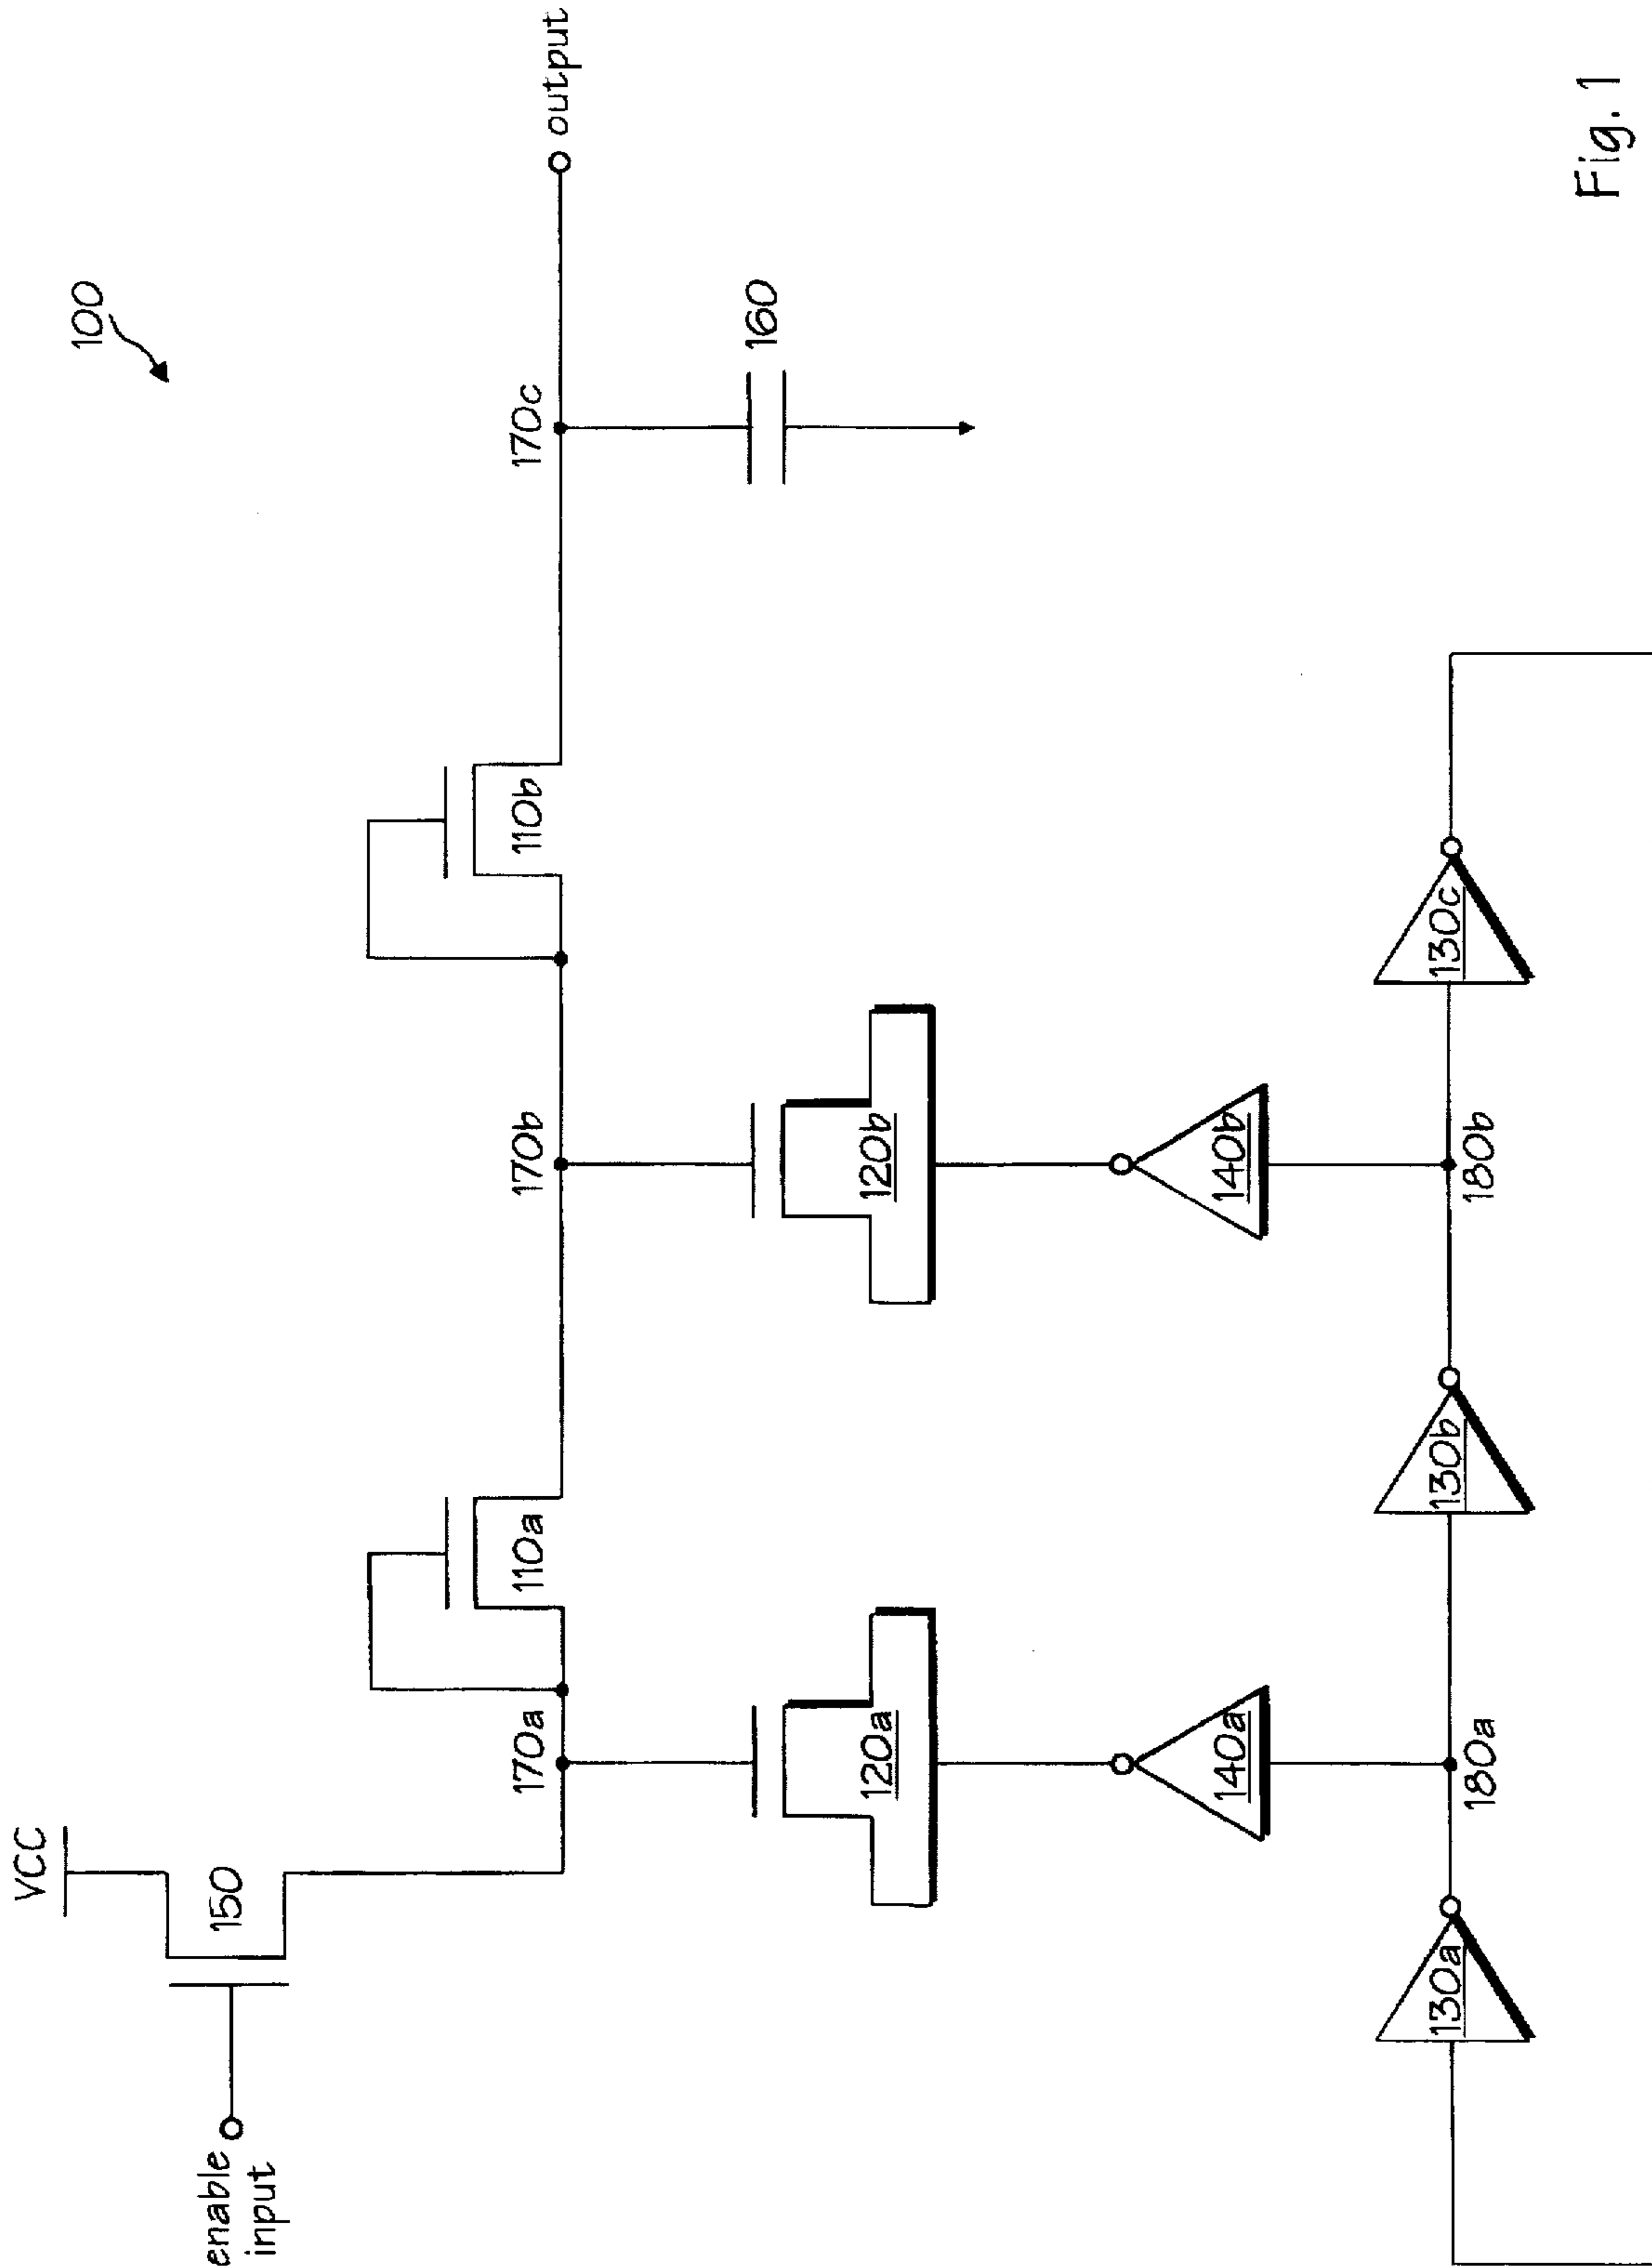 100
VCC
150
enable
input
110a
110b
170a
170b
170c
output
120a
120b
160
140a
140b
180a
180b
130a
130b
130c
Fig. 1